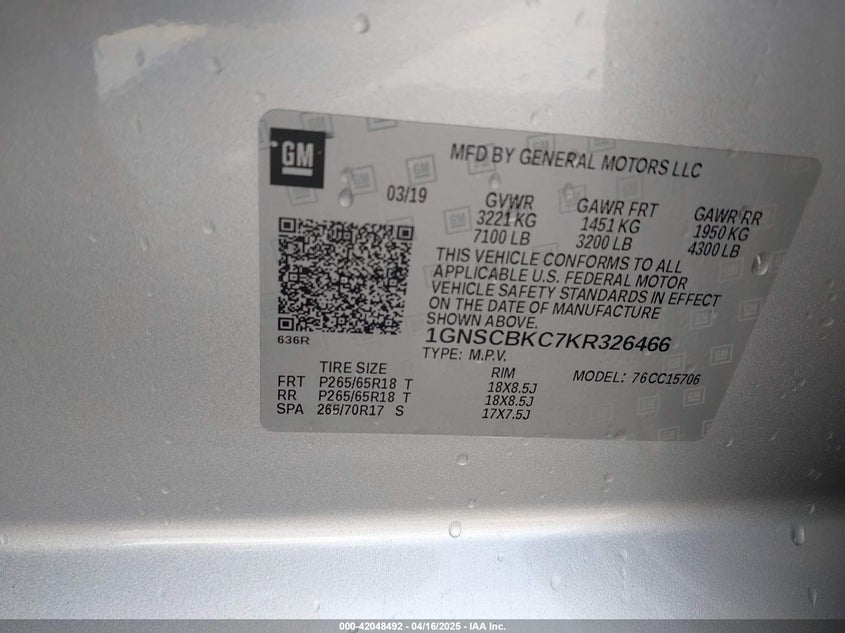 GM
MFD BY GENERAL MOTORS LLC
03/19
GVWR
3221 KG
7100 LB
GAWR FRT
1451 KG
3200 LB
GAWR RR
1950 KG
4300 LB
THIS VEHICLE CONFORMS TO ALL
APPLICABLE U.S. FEDERAL MOTOR
VEHICLE SAFETY STANDARDS IN EFFECT
ON THE DATE OF MANUFACTURE
SHOWN ABOVE.
636R
1GNSCBKC7KR326466
TYPE: M.P.V.
MODEL: 76CC15706
TIRE SIZE RIM
FRT P265/65R18 T 18X8.5J
RR P265/65R18 T 18X8.5J
SPA 265/70R17 S 17X7.5J
000-42048492 - 04/16/2025 - IAA Inc.